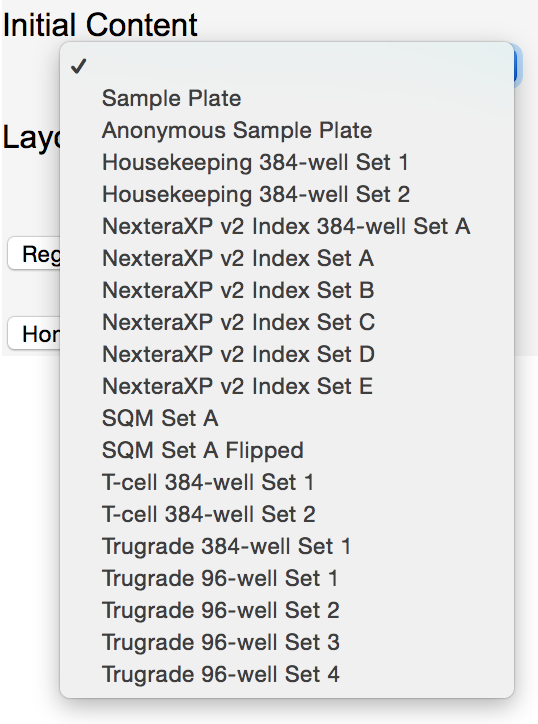 Initial Content
✓
Sample Plate
Anonymous Sample Plate
Layo
Housekeeping 384-well Set 1
Housekeeping 384-well Set 2
NexteraXP v2 Index 384-well Set A
Reg
NexteraXP v2 Index Set A
NexteraXP v2 Index Set B
NexteraXP v2 Index Set C
Hor
NexteraXP v2 Index Set D
NexteraXP v2 Index Set E
SQM Set A
SQM Set A Flipped
T-cell 384-well Set 1
T-cell 384-well Set 2
Trugrade 384-well Set 1
Trugrade 96-well Set 1
Trugrade 96-well Set 2
Trugrade 96-well Set 3
Trugrade 96-well Set 4